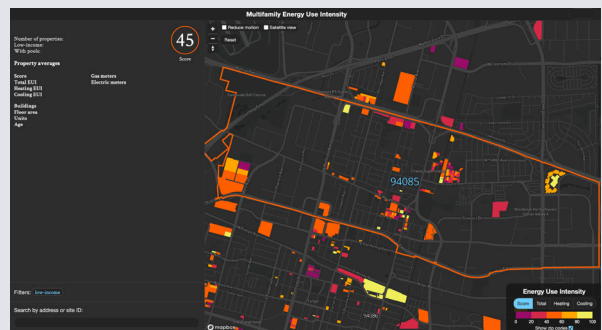 Multifamily Energy Use Intensity
Number of properties:
Low-income:
With pools:
45
Score
Property averages
Score
Total EUI
Heating EUI
Cooling EUI
Gas meters
Electric meters
Buildings
Floor area
Units
Age
Filters: low-income
Search by address or site ID:
+
Reduce motion
Satellite view
-
Reset
94085
94086
Energy Use Intensity
Score Total Heating Cooling
0 20 40 60 80 100
Show zip codes
mapbox